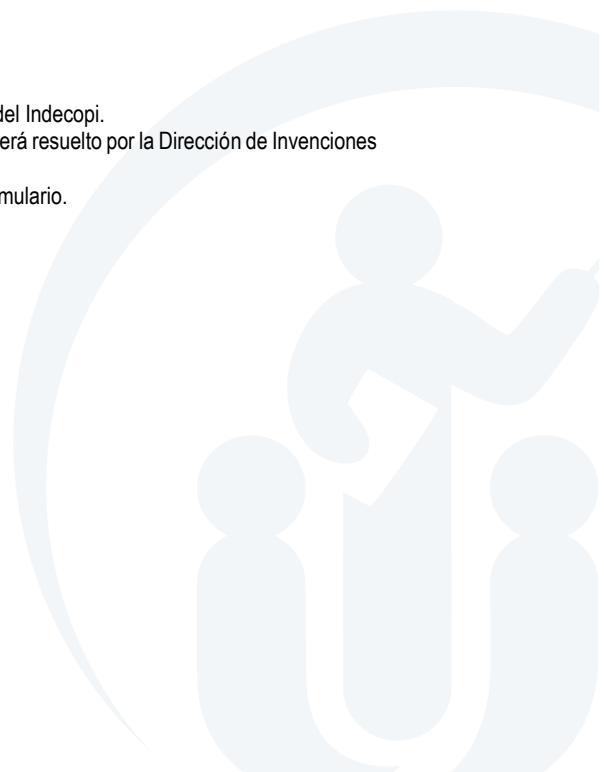 del Indecopi.
erá resuelto por la Dirección de Invenciones
mulario.